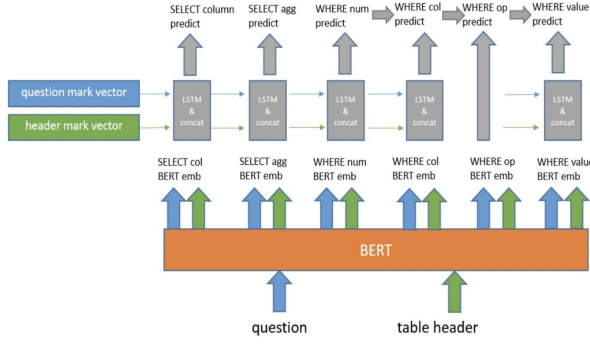 SELECT column predict
SELECT agg predict
WHERE num predict
WHERE col predict
WHERE op predict
WHERE value predict
question mark vector
header mark vector
LSTM & concat
LSTM & concat
LSTM & concat
LSTM & concat
LSTM & concat
SELECT col BERT emb
SELECT agg BERT emb
WHERE num BERT emb
WHERE col BERT emb
WHERE op BERT emb
WHERE value BERT emb
BERT
question
table header